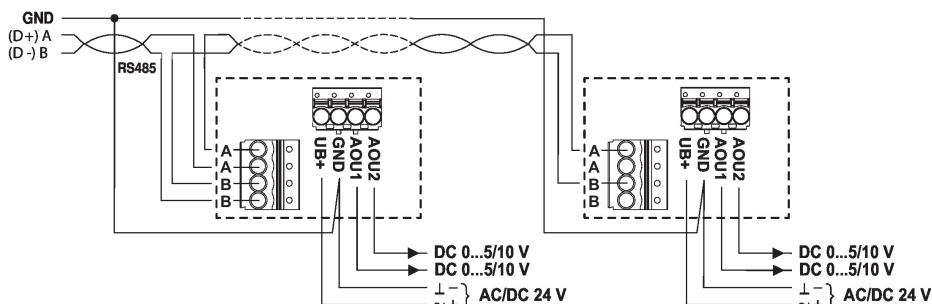 GND
(D+) A
(D -) B
RS485
UB+
GND
AOU1
AOU2
A
A
B
B
DC 0...5/10 V
DC 0...5/10 V
AC/DC 24 V
UB+
GND
AOU1
AOU2
A
A
B
B
DC 0...5/10 V
DC 0...5/10 V
AC/DC 24 V